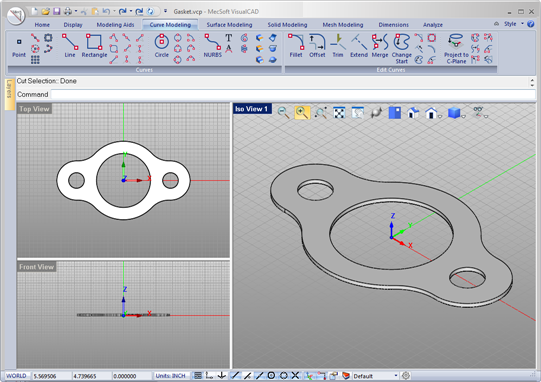 Gasket.vcp - MecSoft VisualCAD
Home Display Modeling Aids Curve Modeling Surface Modeling Solid Modeling Mesh Modeling Dimensions Analyze Style
Point Line Rectangle Circle NURBS T Fillet Offset Trim Extend Merge Change Start Project to C-Plane
Curves Edit Curves
Cut Selection:: Done
Command
Layers
Top View
Iso View 1
Y
Z X
Z
Y
X
Front View
Z
X
WORLD 5.569506 4.739665 0.000000 Units: INCH Default